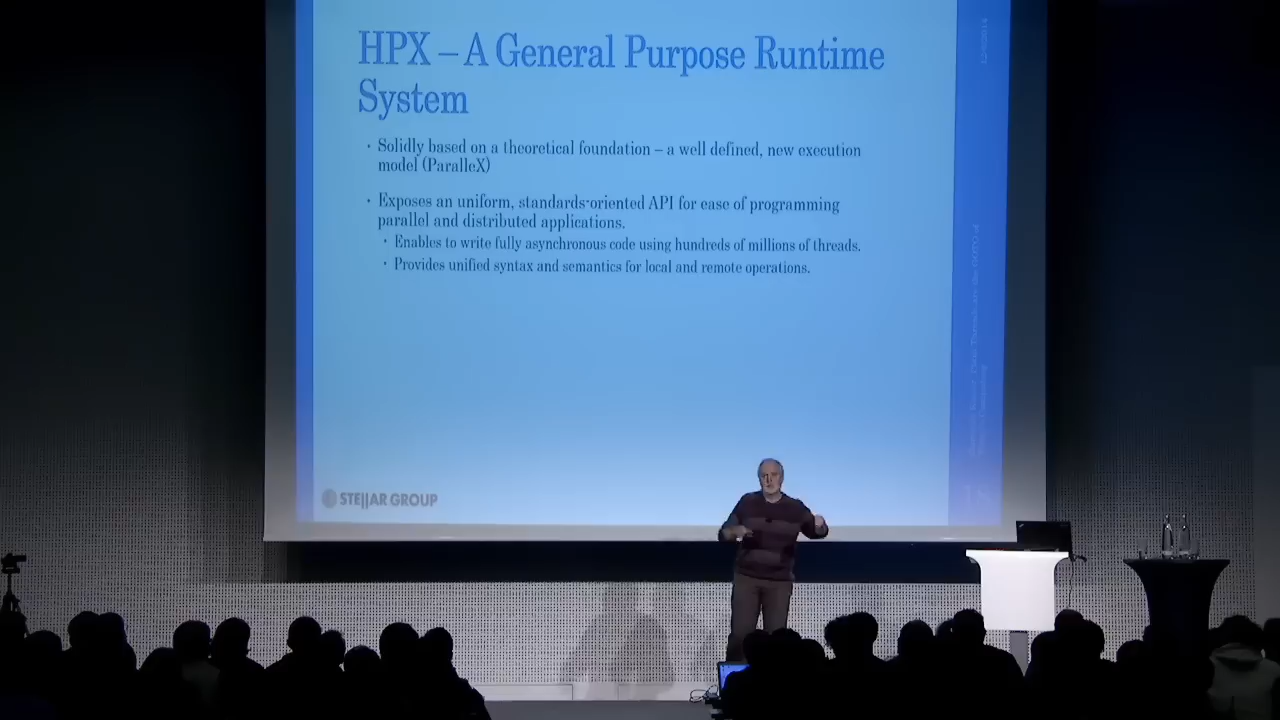 HPX – A General Purpose Runtime
System
· Solidly based on a theoretical foundation – a well defined, new execution
model (ParalleX)
· Exposes an uniform, standards-oriented API for ease of programming
parallel and distributed applications.
· Enables to write fully asynchronous code using hundreds of millions of threads.
· Provides unified syntax and semantics for local and remote operations.
STE||AR GROUP